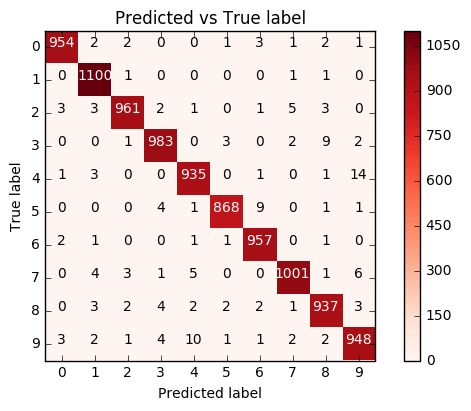 Predicted vs True label
0 954 2 2 0 0 1 3 1 2 1
1 0 1100 1 0 0 0 0 1 1 0
2 3 3 961 2 1 0 1 5 3 0
3 0 0 1 983 0 3 0 2 9 2
4 1 3 0 0 935 0 1 0 1 14
5 0 0 0 4 1 868 9 0 1 1
6 2 1 0 0 1 1 957 0 1 0
7 0 4 3 1 5 0 0 1001 1 6
8 0 3 2 4 2 2 2 1 937 3
9 3 2 1 4 10 1 1 2 2 948
0 1 2 3 4 5 6 7 8 9
Predicted label
True label
1050
900
750
600
450
300
150
0